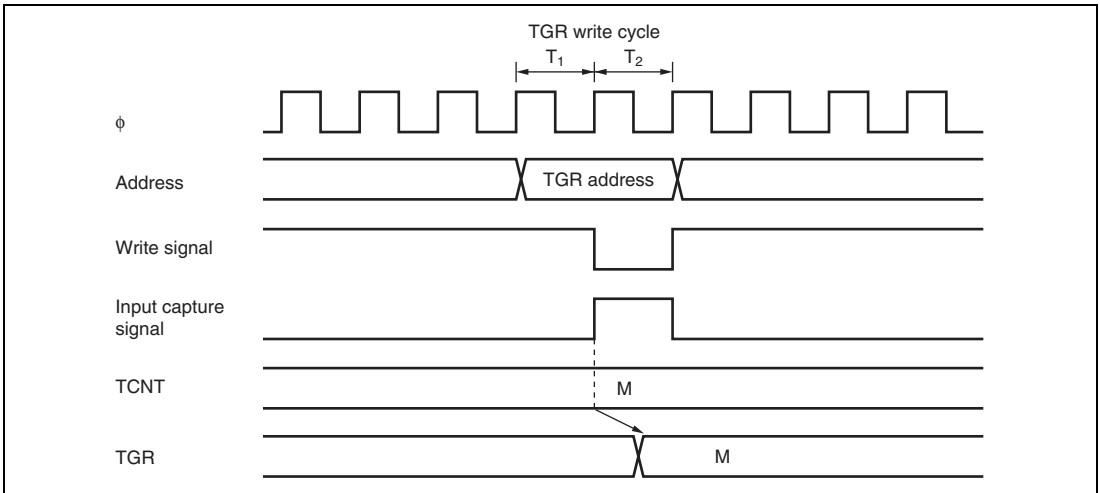 TGR write cycle
T1 T2
ϕ
Address
TGR address
Write signal
Input capture
signal
TCNT
M
TGR
M